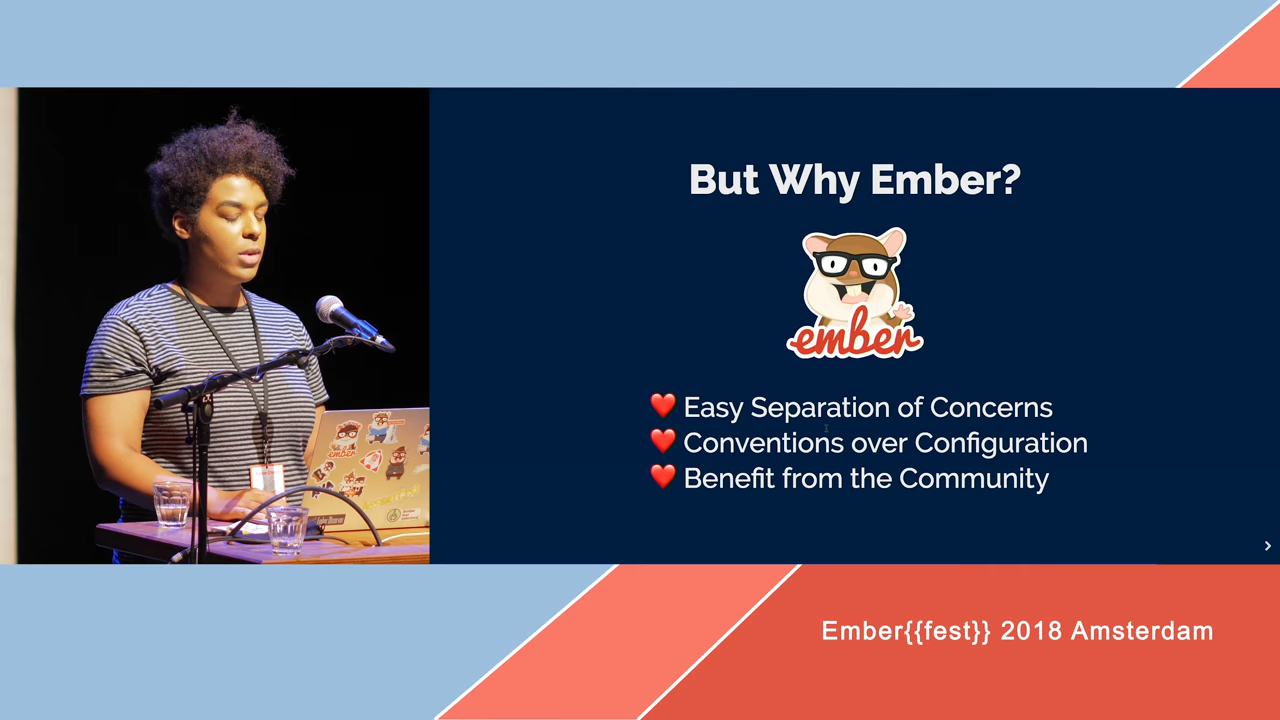 But Why Ember?
ember
Easy Separation of Concerns
Conventions over Configuration
Benefit from the Community
ember
Ember{{fest}} 2018 Amsterdam